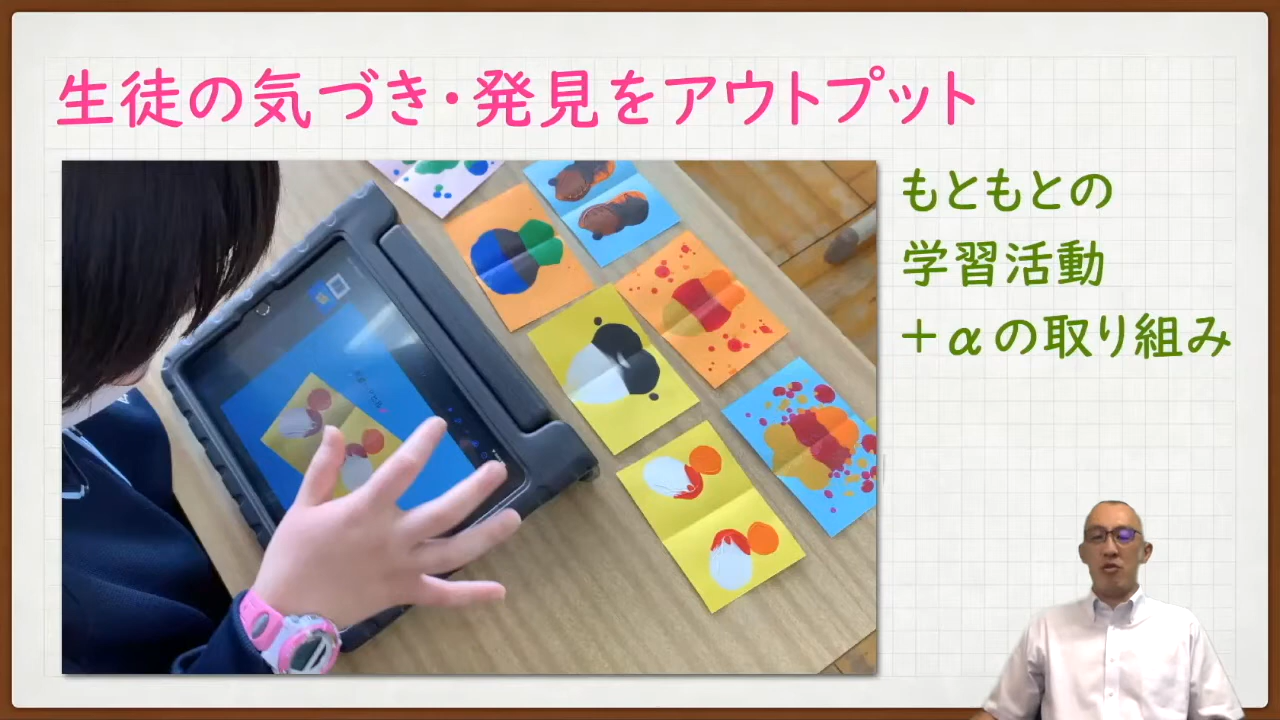 生徒の気づき・発見をアウトプット
もともとの
学習活動
＋αの取り組み